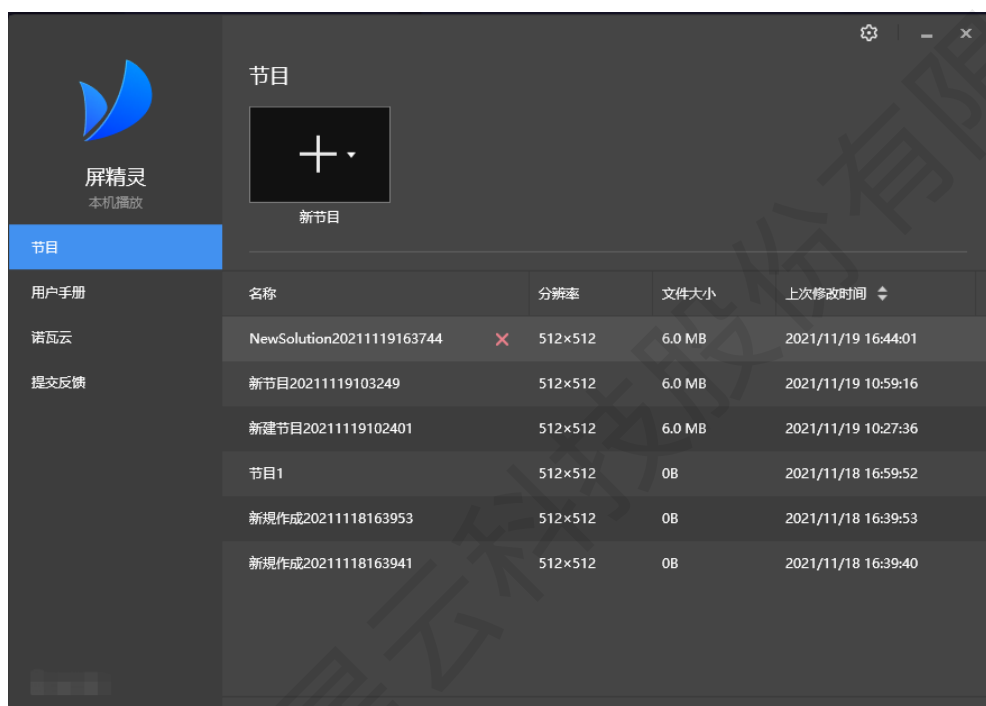 节目
屏精灵
本机播放
新节目
节目
用户手册
诺瓦云
提交反馈
名称 分辨率 文件大小 上次修改时间
NewSolution20211119163744 512×512 6.0 MB 2021/11/19 16:44:01
新节目20211119103249 512×512 6.0 MB 2021/11/19 10:59:16
新建节目20211119102401 512×512 6.0 MB 2021/11/19 10:27:36
节目1 512×512 0B 2021/11/18 16:59:52
新規作成20211118163953 512×512 0B 2021/11/18 16:39:53
新規作成20211118163941 512×512 0B 2021/11/18 16:39:40
星云科技股份有限